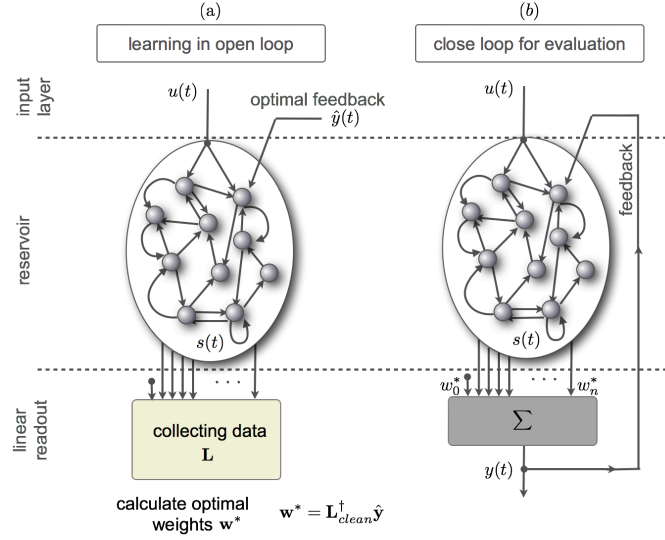 (a)
learning in open loop
(b)
close loop for evaluation
input
layer
u(t)
optimal feedback
ŷ(t)
u(t)
feedback
reservoir
s(t)
s(t)
linear
readout
. . .
collecting data
L
w₀* . . . wₙ*
∑
y(t)
calculate optimal
weights w*
w* = L†_clean ŷ